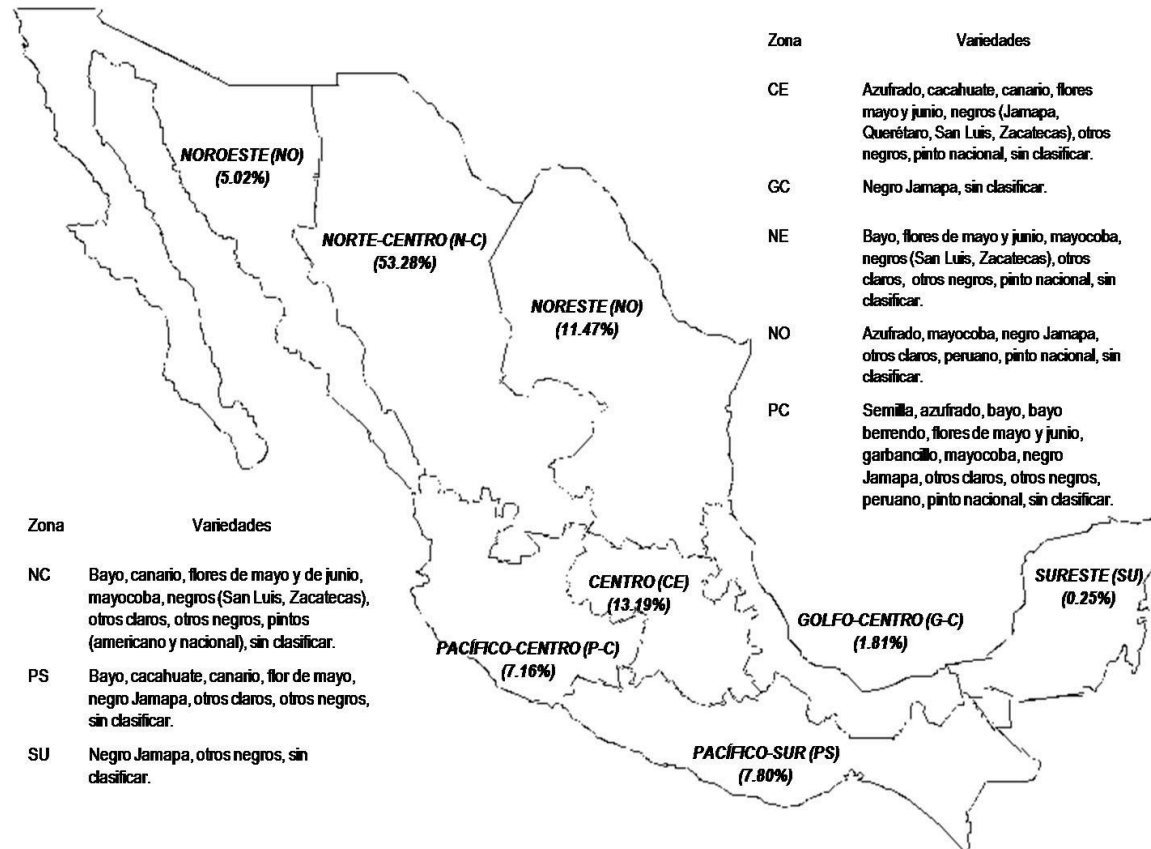 Zona Variedades
CE Azufrado, cacahuate, canario, flores
mayo y junio, negros (Jamapa,
Querétaro, San Luis, Zacatecas), otros
negros, pinto nacional, sin clasificar.
GC Negro Jamapa, sin clasificar.
NE Bayo, flores de mayo y junio, mayocoba,
negros (San Luis, Zacatecas), otros
claros, otros negros, pinto nacional, sin
clasificar.
NO Azufrado, mayocoba, negro Jamapa,
otros claros, peruano, pinto nacional, sin
clasificar.
PC Semilla, azufrado, bayo, bayo
berrendo, flores de mayo y junio,
garbancillo, mayocoba, negro
Jamapa, otros claros, otros negros,
peruano, pinto nacional, sin clasificar.
NOROESTE (NO)
(5.02%)
NORTE-CENTRO (N-C)
(53.28%)
NORESTE (NO)
(11.47%)
CENTRO (CE)
(13.19%)
PACÍFICO-CENTRO (P-C)
(7.16%)
GOLFO-CENTRO (G-C)
(1.81%)
SURESTE (SU)
(0.25%)
PACÍFICO-SUR (PS)
(7.80%)
Zona Variedades
NC Bayo, canario, flores de mayo y de junio,
mayocoba, negros (San Luis, Zacatecas),
otros claros, otros negros, pintos
(americano y nacional), sin clasificar.
PS Bayo, cacahuate, canario, flor de mayo,
negro Jamapa, otros claros, otros negros,
sin clasificar.
SU Negro Jamapa, otros negros, sin
clasificar.